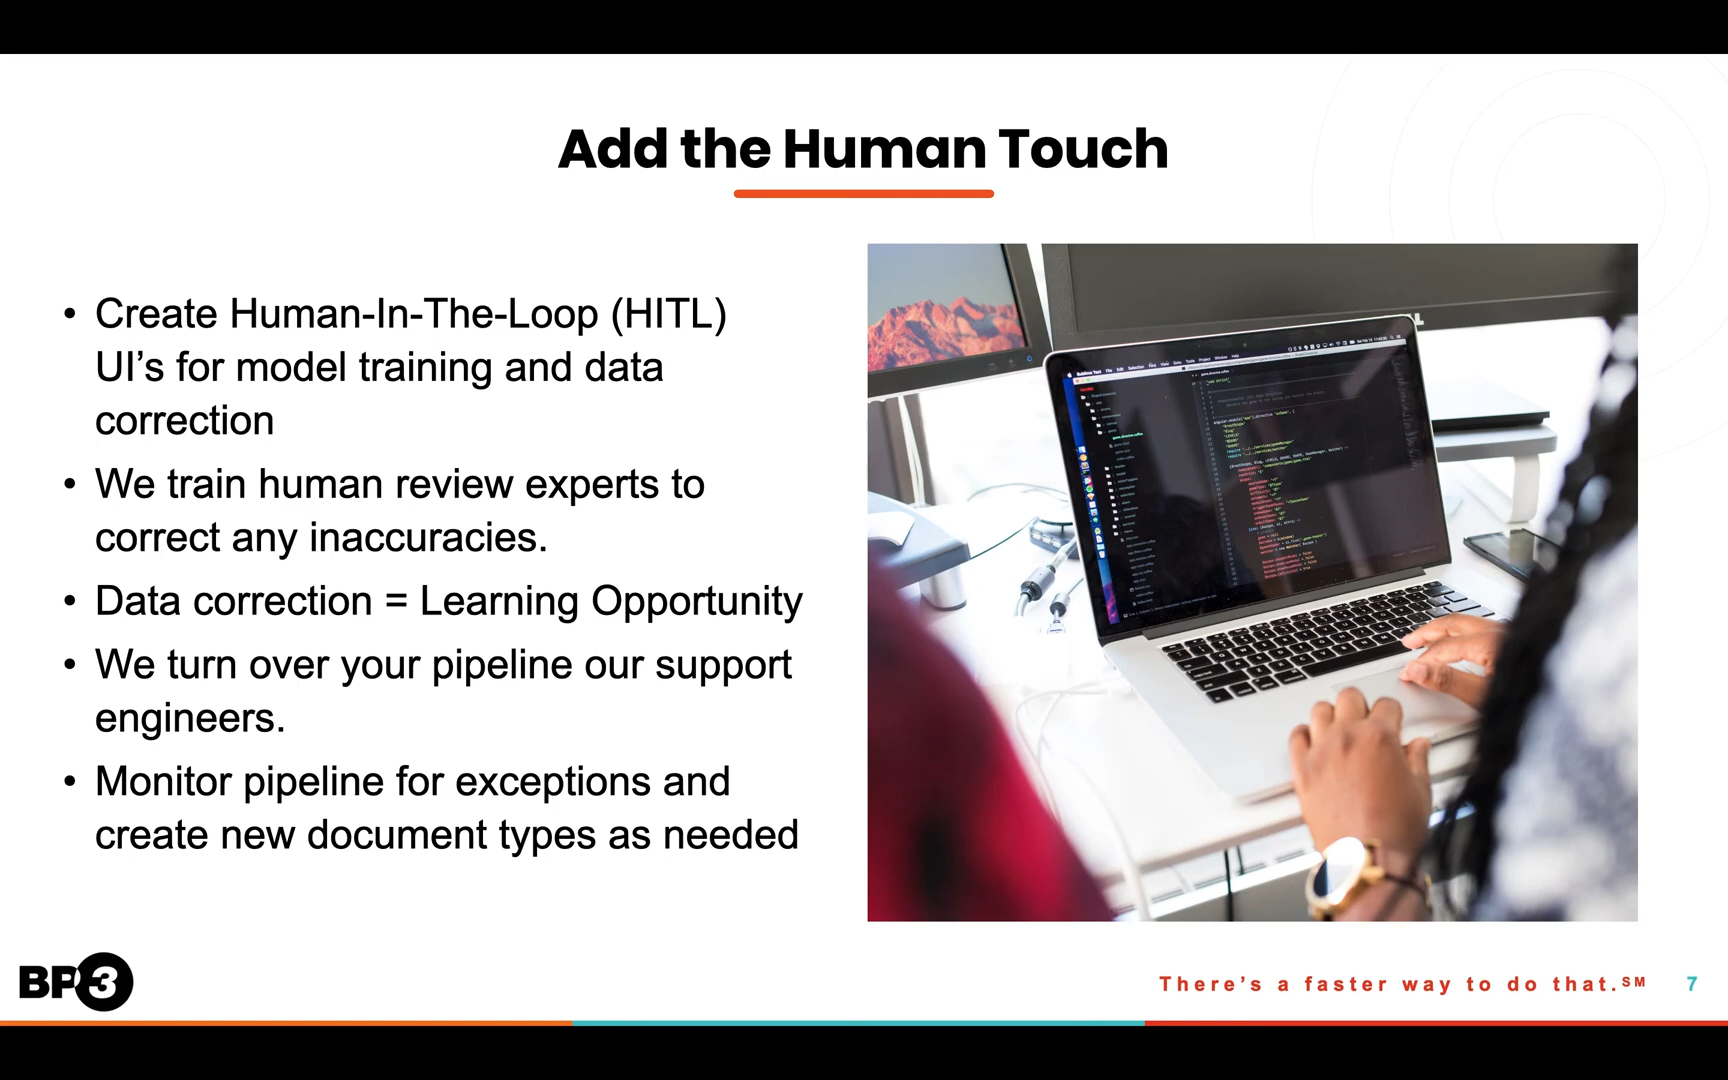 Add the Human Touch
• Create Human-In-The-Loop (HITL)
UI’s for model training and data
correction
• We train human review experts to
correct any inaccuracies.
• Data correction = Learning Opportunity
• We turn over your pipeline our support
engineers.
• Monitor pipeline for exceptions and
create new document types as needed
BP3
There’s a faster way to do that.℠ 7